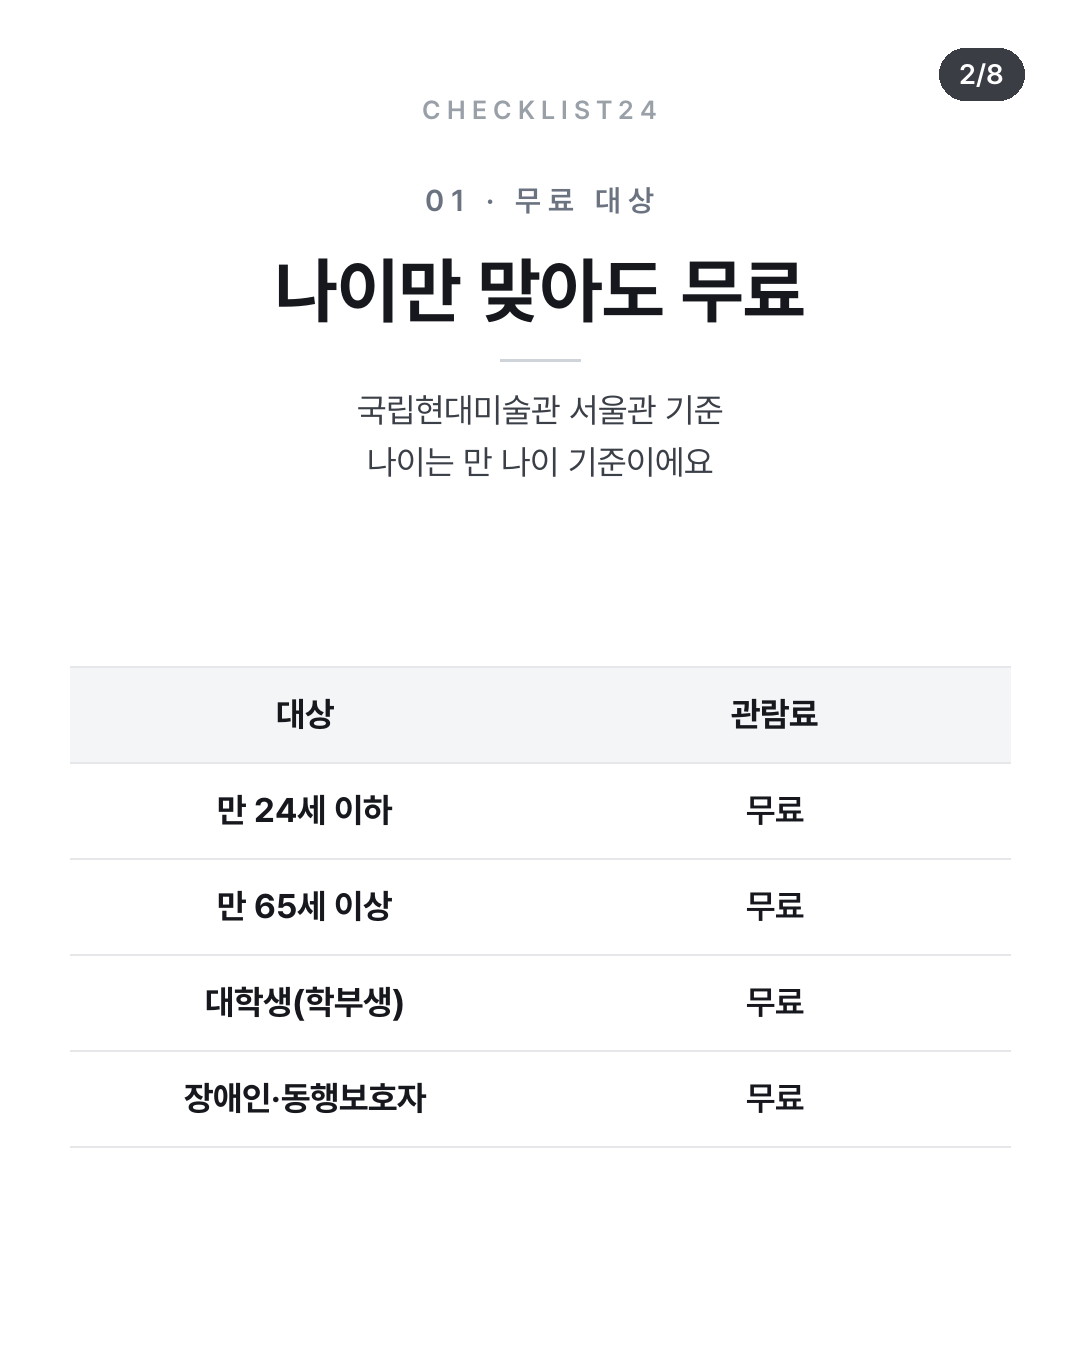 2/8
CHECKLIST24
01 · 무료 대상
나이만 맞아도 무료
국립현대미술관 서울관 기준
나이는 만 나이 기준이에요
대상 관람료
만 24세 이하 무료
만 65세 이상 무료
대학생(학부생) 무료
장애인·동행보호자 무료